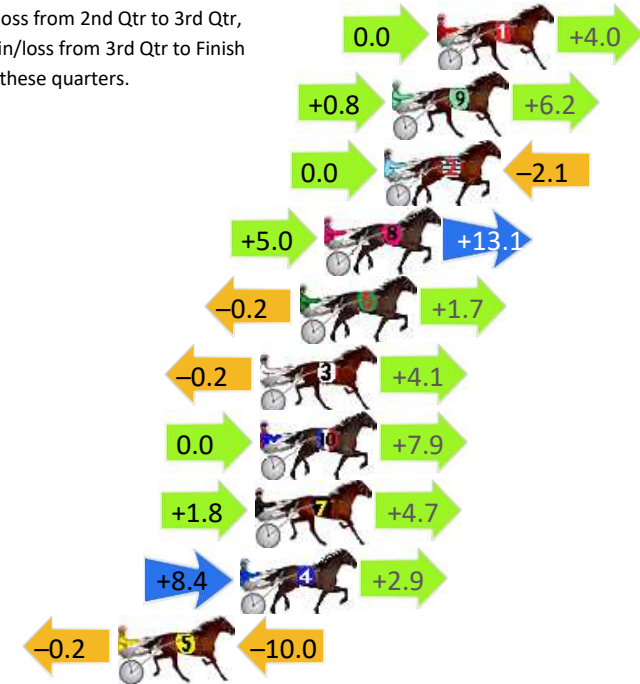 oss from 2nd Qtr to 3rd Qtr,
in/loss from 3rd Qtr to Finish
these quarters.
0.0 1 +4.0
+0.8 9 +6.2
0.0 2 –2.1
+5.0 8 +13.1
–0.2 +1.7
–0.2 3 +4.1
0.0 10 +7.9
+1.8 7 +4.7
+8.4 4 +2.9
–0.2 5 –10.0